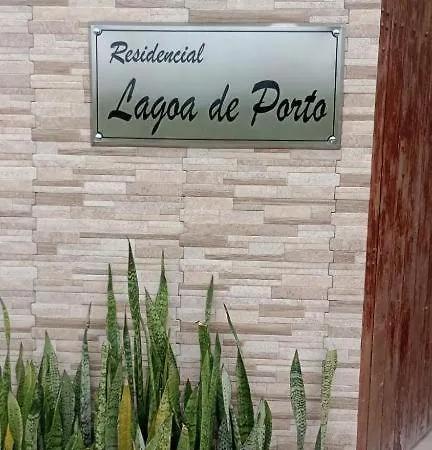 Residencial
Lagoa de Porto